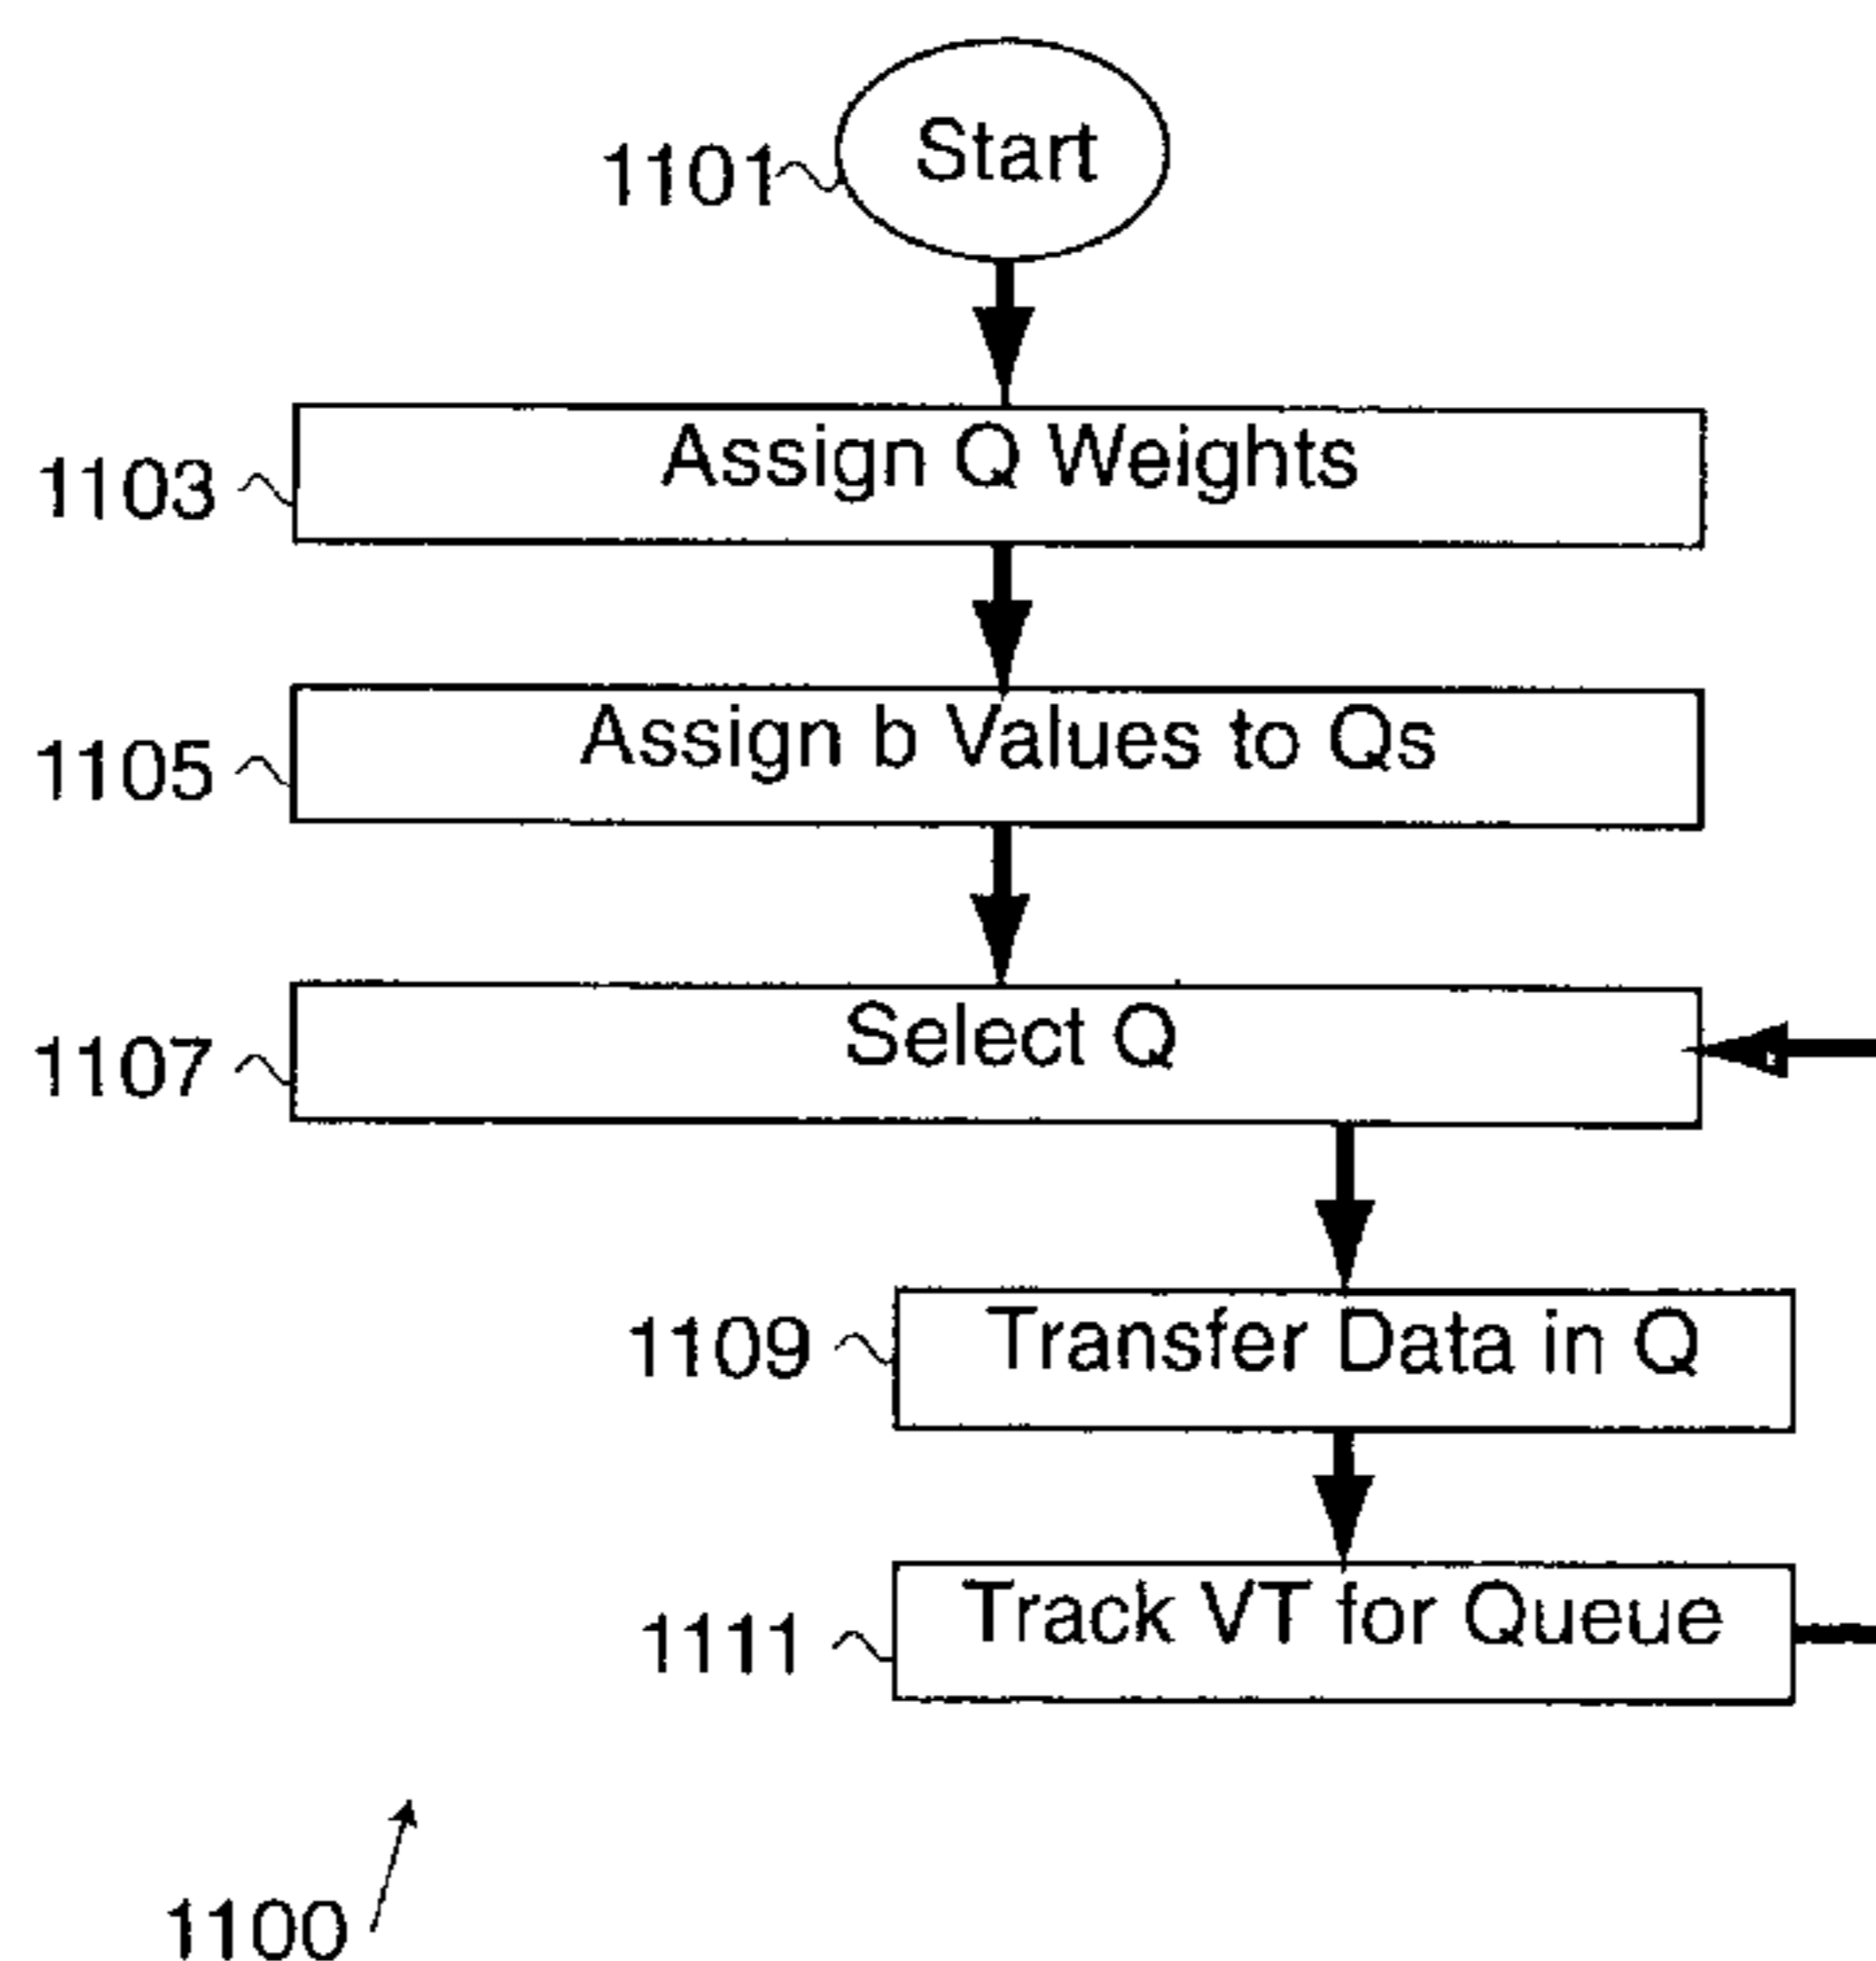 1101 Start
1103 Assign Q Weights
1105 Assign b Values to Qs
1107 Select Q
1109 Transfer Data in Q
1111 Track VT for Queue
1100